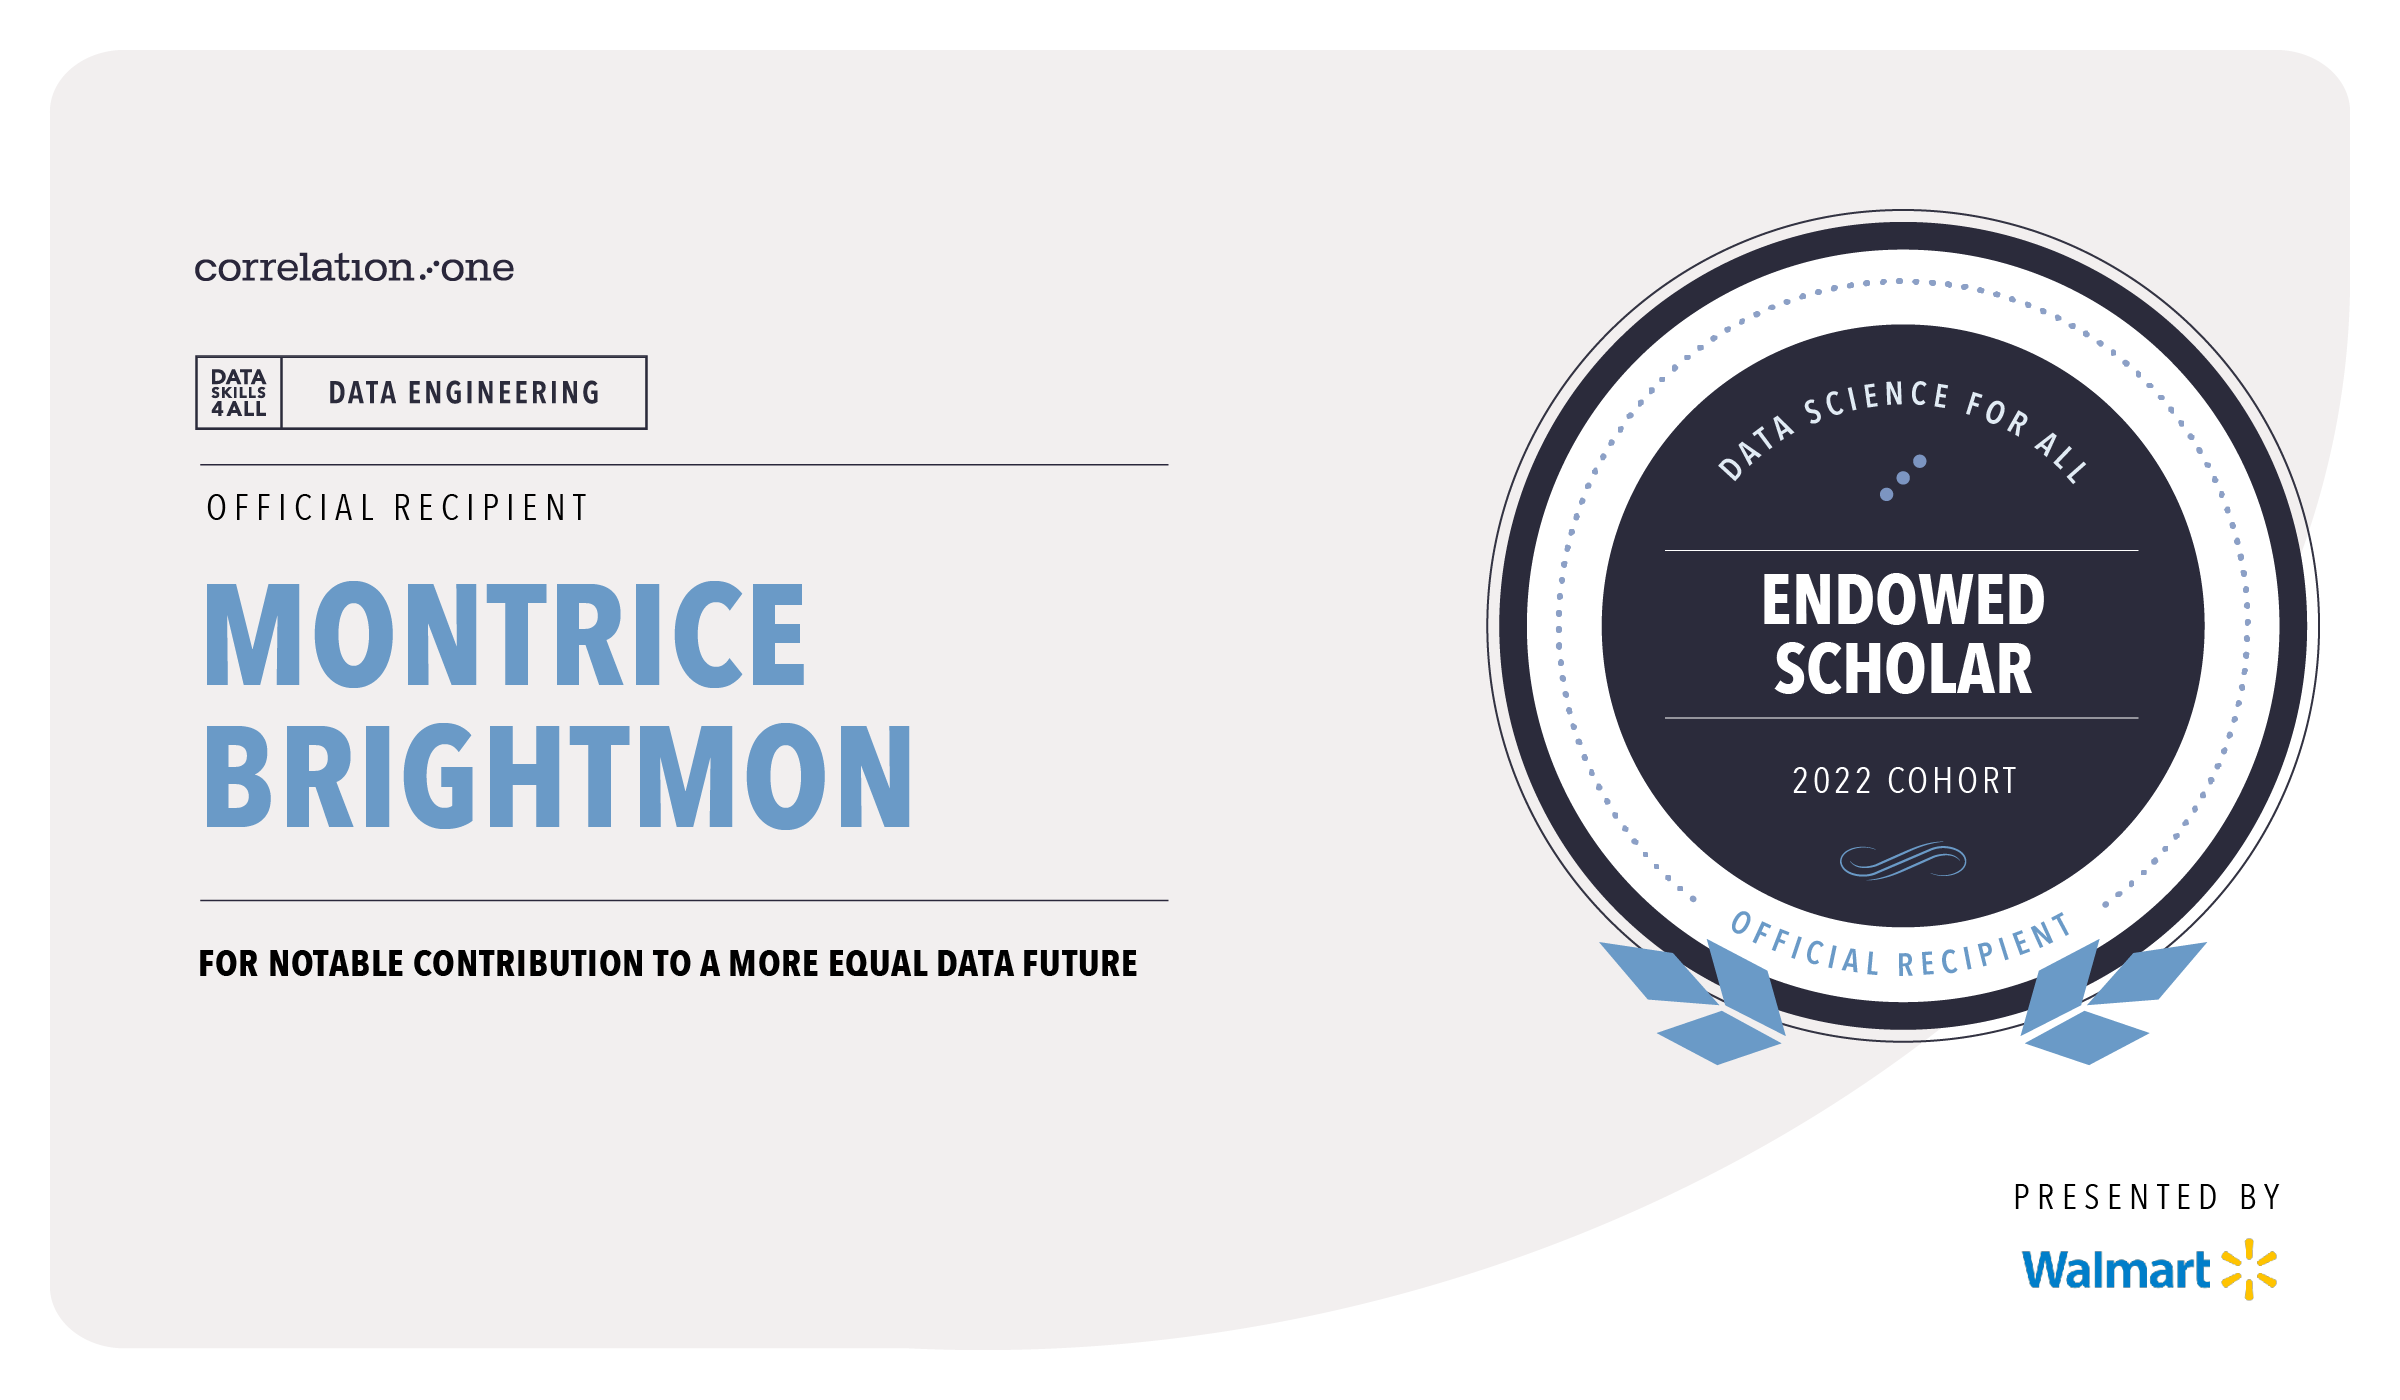 correlation one
DATA
SKILLS
4 ALL
DATA ENGINEERING
OFFICIAL RECIPIENT
MONTRICE
BRIGHTMON
FOR NOTABLE CONTRIBUTION TO A MORE EQUAL DATA FUTURE
DATA SCIENCE FOR ALL
ENDOWED
SCHOLAR
2022 COHORT
OFFICIAL RECIPIENT
PRESENTED BY
Walmart